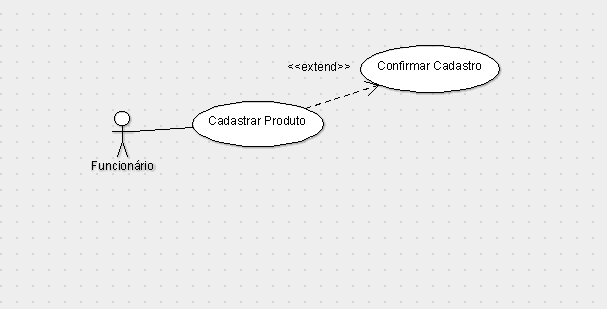 <<extend>>
Confirmar Cadastro
Cadastrar Produto
Funcionário